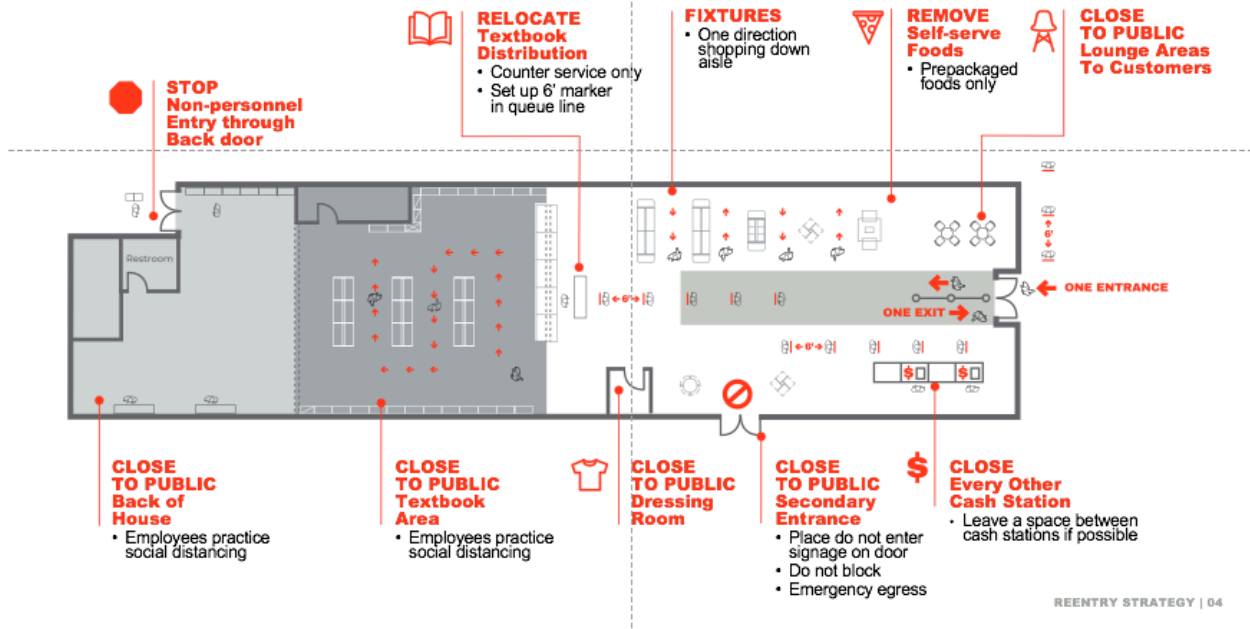 RELOCATE
Textbook
Distribution
• Counter service only
• Set up 6' marker
in queue line
FIXTURES
• One direction
shopping down
aisle
REMOVE
Self-serve
Foods
• Prepackaged
foods only
CLOSE
TO PUBLIC
Lounge Areas
To Customers
STOP
Non-personnel
Entry through
Back door
Restroom
6'
6'
ONE ENTRANCE
ONE EXIT
6'
$
$
CLOSE
TO PUBLIC
Back of
House
• Employees practice
social distancing
CLOSE
TO PUBLIC
Textbook
Area
• Employees practice
social distancing
CLOSE
TO PUBLIC
Dressing
Room
CLOSE
TO PUBLIC
Secondary
Entrance
• Place do not enter
signage on door
• Do not block
• Emergency egress
$
CLOSE
Every Other
Cash Station
• Leave a space between
cash stations if possible
REENTRY STRATEGY | 04